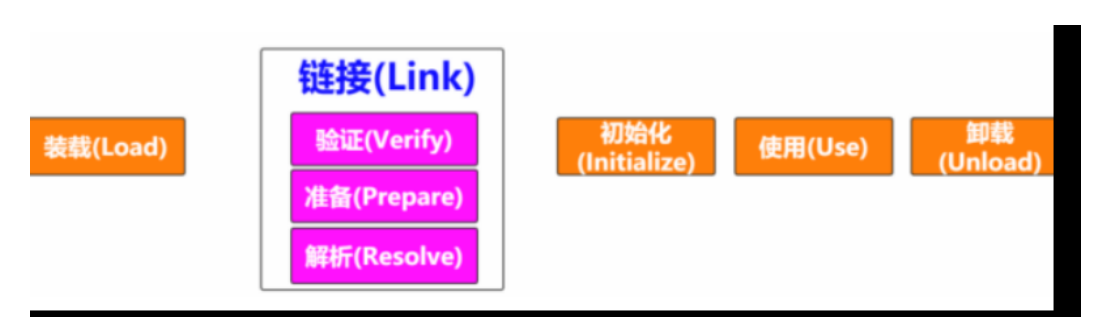 装载(Load)
链接(Link)
验证(Verify)
准备(Prepare)
解析(Resolve)
初始化
(Initialize)
使用(Use)
卸载
(Unload)